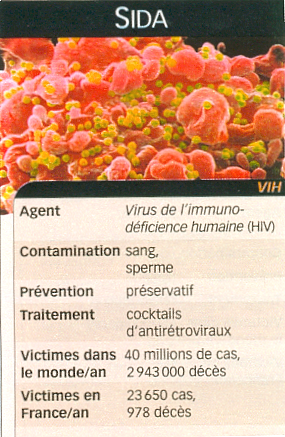 SIDA
VIH
Agent Virus de l'immuno-
déficience humaine (HIV)
Contamination sang,
sperme
Prévention préservatif
Traitement cocktails
d'antirétroviraux
Victimes dans 40 millions de cas,
le monde/an 2 943 000 décès
Victimes en 23 650 cas,
France/an 978 décès